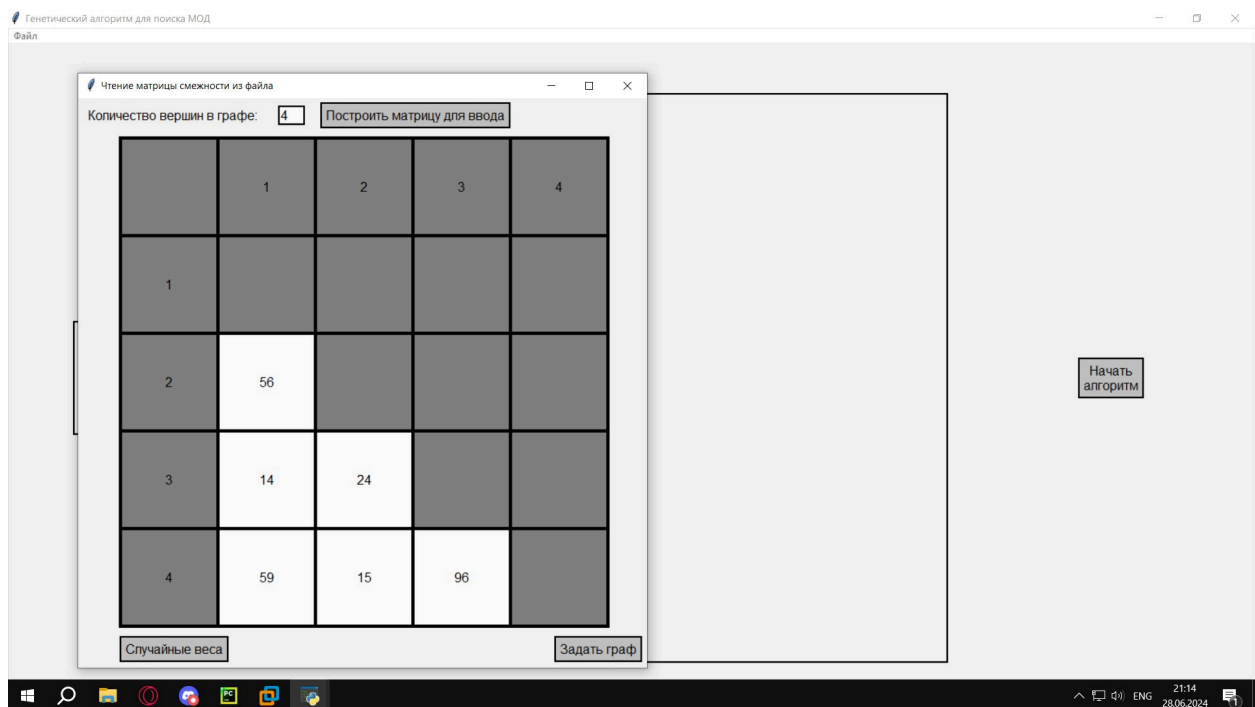 Генетический алгоритм для поиска МОД
Файл
Чтение матрицы смежности из файла
Количество вершин в графе: 4 Построить матрицу для ввода
1 2 3 4
1
2 56
3 14 24
4 59 15 96
Начать
алгоритм
Случайные веса Задать граф
PC
ENG
21:14
28.06.2024
1